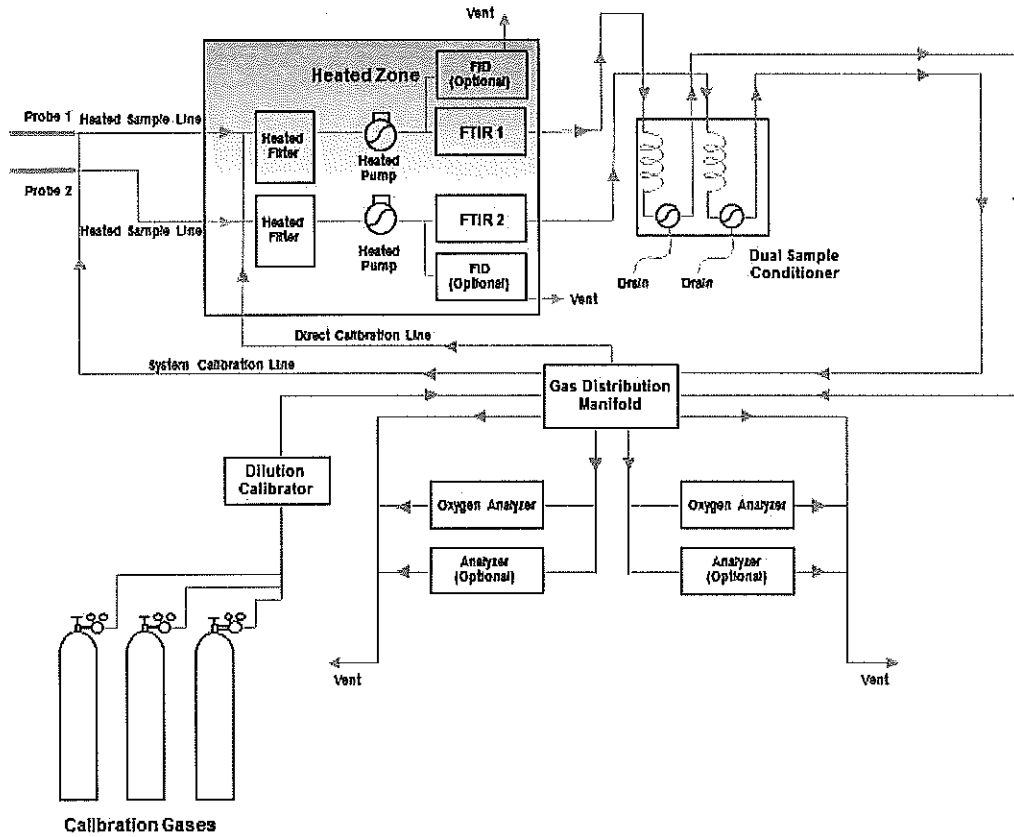 Vent
Heated Zone
FID
(Optional)
Probe 1
Heated Sample Line
Heated
Filter
Heated
Pump
FTIR 1
Probe 2
Heated Sample Line
Heated
Filter
Heated
Pump
FTIR 2
FID
(Optional)
Vent
Drain
Drain
Dual Sample
Conditioner
Direct Calibration Line
System Calibration Line
Gas Distribution
Manifold
Dilution
Calibrator
Oxygen Analyzer
Oxygen Analyzer
Analyzer
(Optional)
Analyzer
(Optional)
Vent
Vent
Calibration Gases